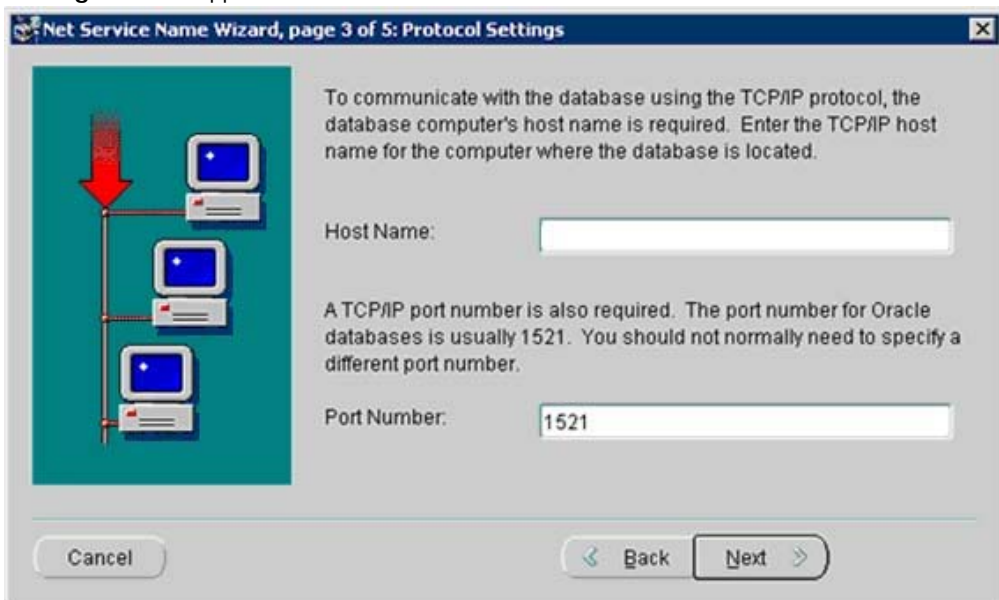 Net Service Name Wizard, page 3 of 5: Protocol Settings
To communicate with the database using the TCP/IP protocol, the
database computer's host name is required. Enter the TCP/IP host
name for the computer where the database is located.
Host Name:
A TCP/IP port number is also required. The port number for Oracle
databases is usually 1521. You should not normally need to specify a
different port number.
Port Number:
1521
Cancel
Back
Next